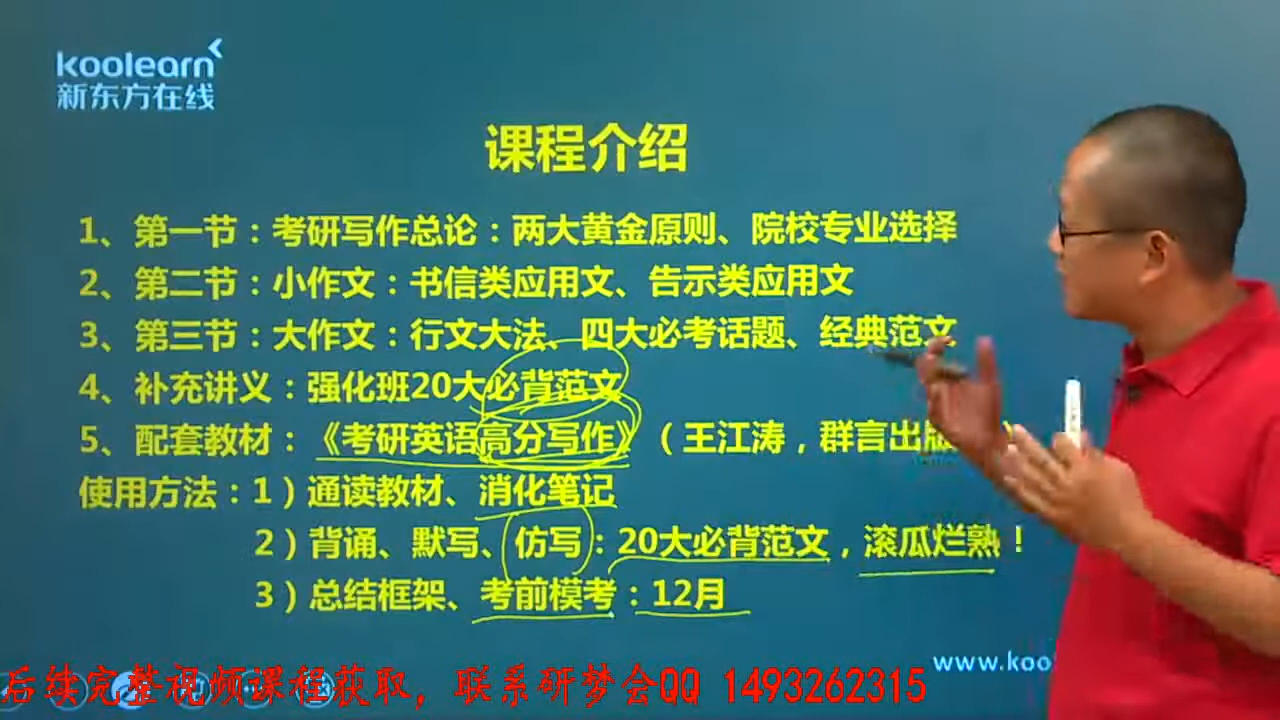 koolearn
新东方在线
课程介绍
1、第一节：考研写作总论：两大黄金原则、院校专业选择
2、第二节：小作文：书信类应用文、告示类应用文
3、第三节：大作文：行文大法、四大必考话题、经典范文
4、补充讲义：强化班20大必背范文
5、配套教材：《考研英语高分写作》（王江涛，群言出版
使用方法：1）通读教材、消化笔记
2）背诵、默写、仿写：20大必背范文，滚瓜烂熟！
3）总结框架、考前模考：12月
www.koo
后续完整视频课程获取，联系研梦会QQ 1493262315